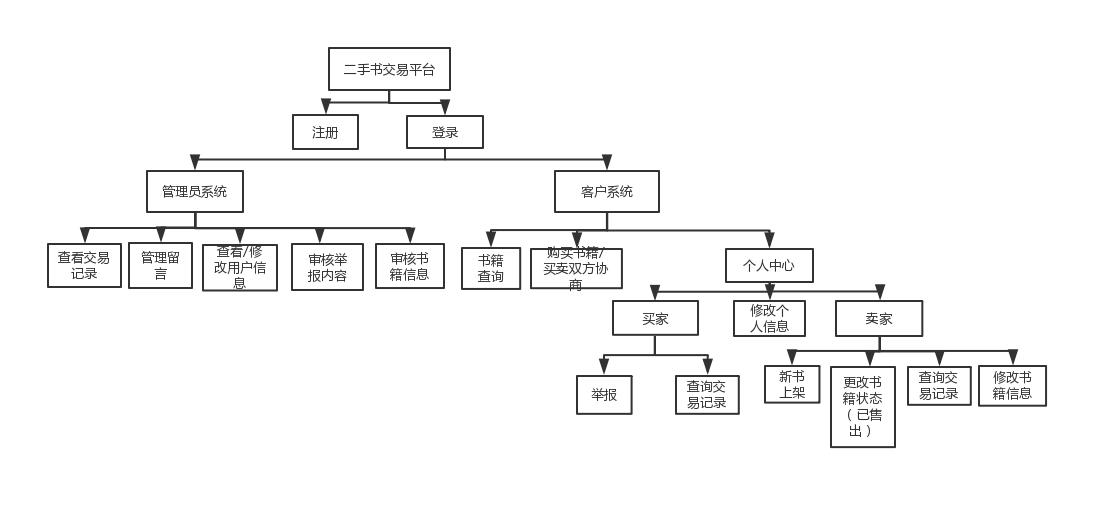 二手书交易平台
注册
登录
管理员系统
客户系统
查看交易
记录
管理留
言
查看/修
改用户信
息
审核举
报内容
审核书
籍信息
书籍
查询
购买书籍/
买卖双方协
商
个人中心
买家
修改个
人信息
卖家
举报
查询交
易记录
新书
上架
更改书
籍状态
（已售
出）
查询交
易记录
修改书
籍信息